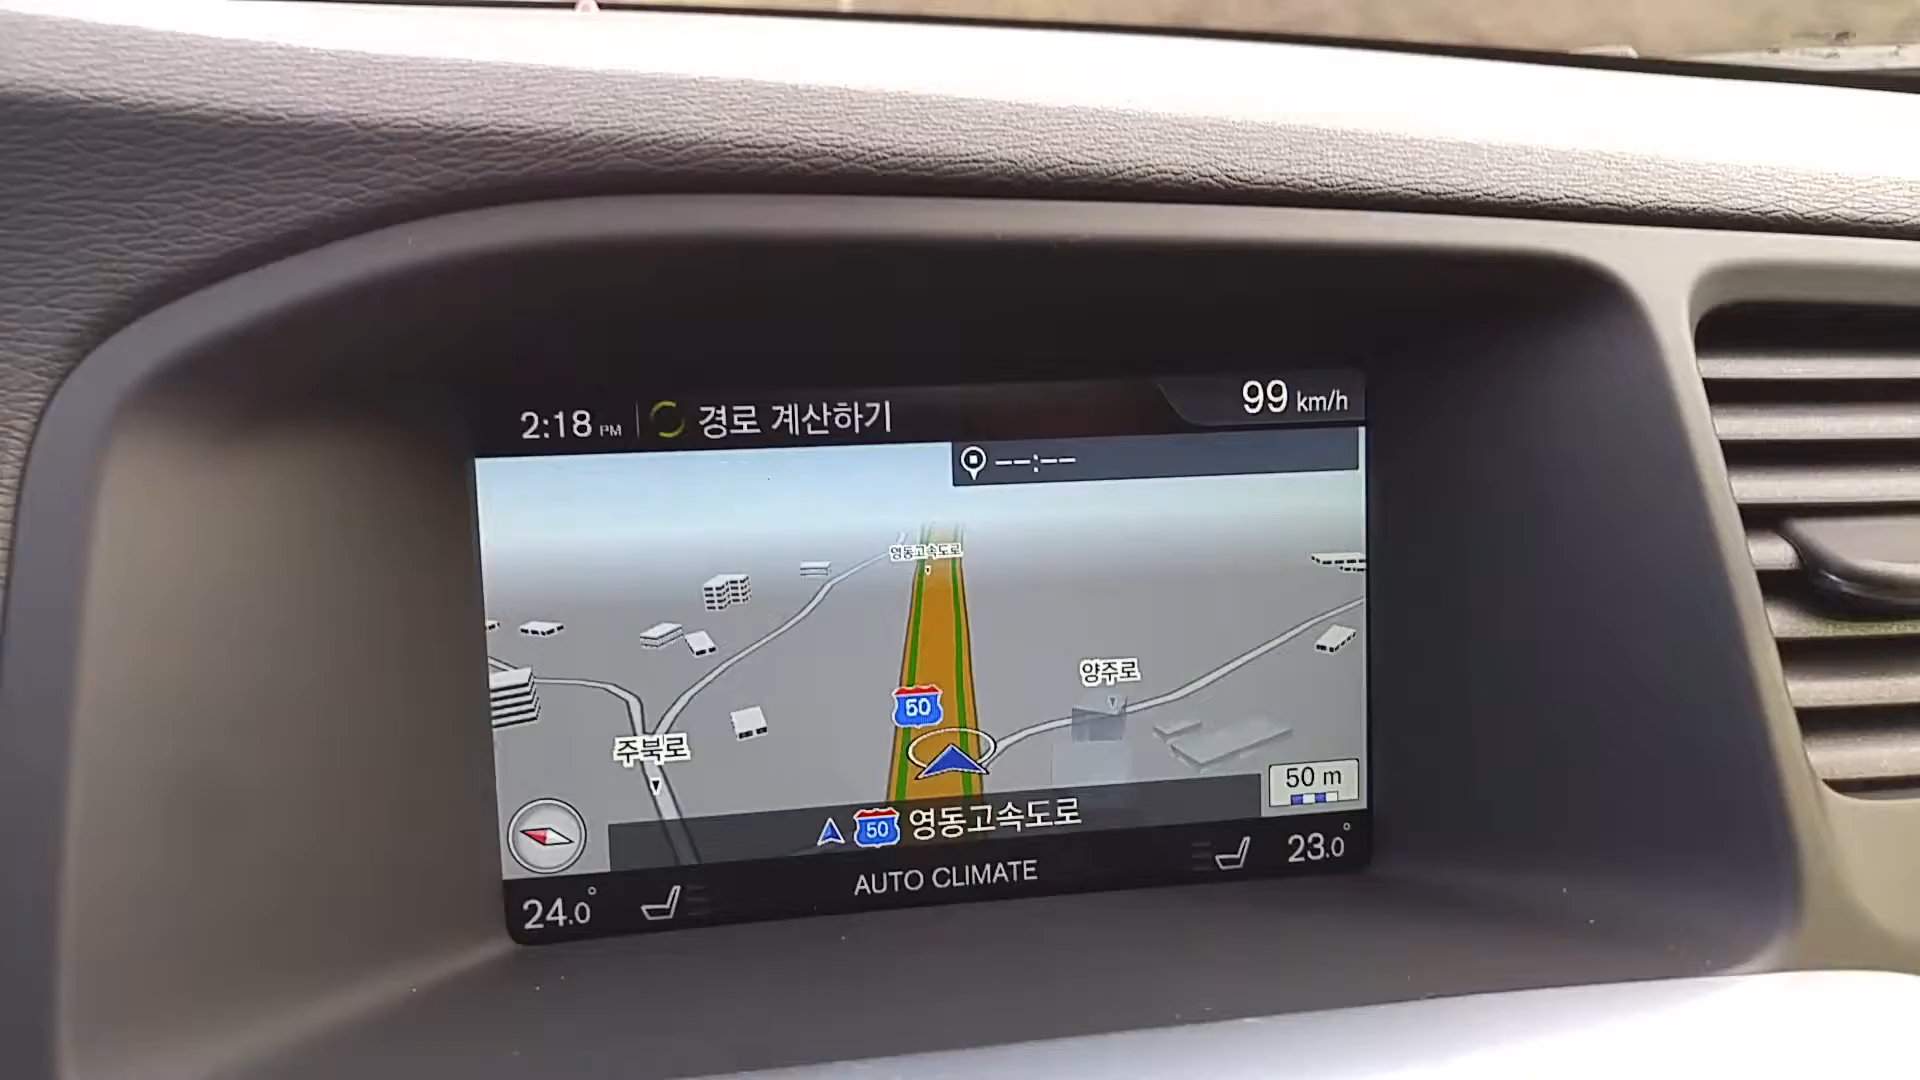 2:18 PM 경로 계산하기
99 km/h
--:--
영동고속도로
양주로
50
주북로
50 m
50 영동고속도로
AUTO CLIMATE
24.0°
23.0°